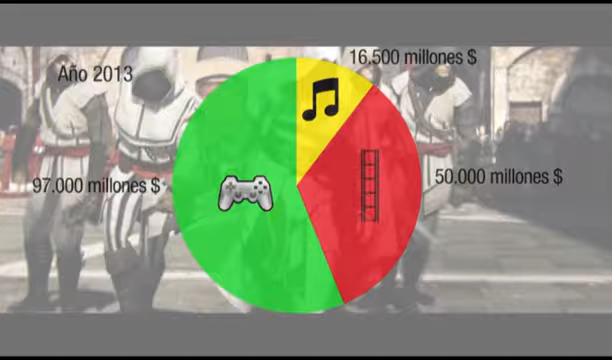 16.500 millones $
Año 2013
97.000 millones $
50.000 millones $